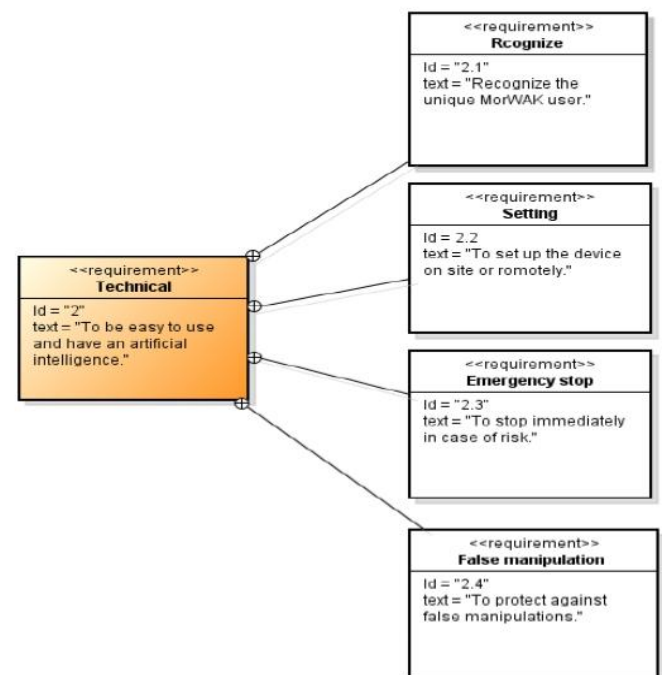 <<requirement>>
Rcognize
Id = "2.1"
text = "Recognize the
unique MorWAK user."
<<requirement>>
Setting
Id = 2.2
text = "To set up the device
on site or romotely."
<<requirement>>
Technical
Id = "2"
text = "To be easy to use
and have an artificial
intelligence."
<<requirement>>
Emergency stop
Id = "2.3"
text = "To stop immediately
in case of risk."
<<requirement>>
False manipulation
Id = "2.4"
text = "To protect against
false manipulations."